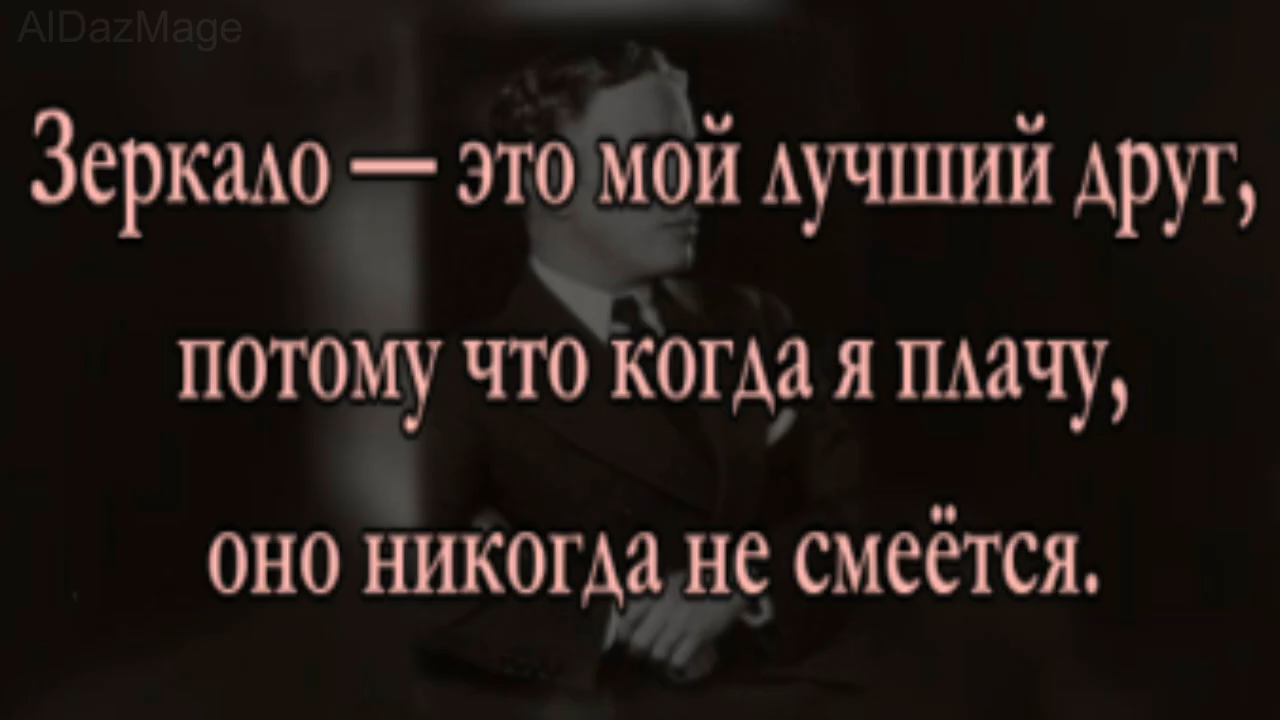 AIDazMage
Зеркало — это мой лучший друг,
потому что когда я плачу,
оно никогда не смеётся.